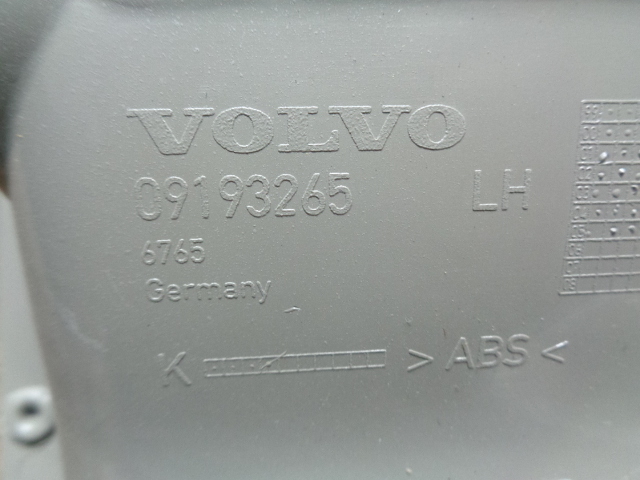 VOLVO
09193265 LH
6765
Germany
K > ABS <